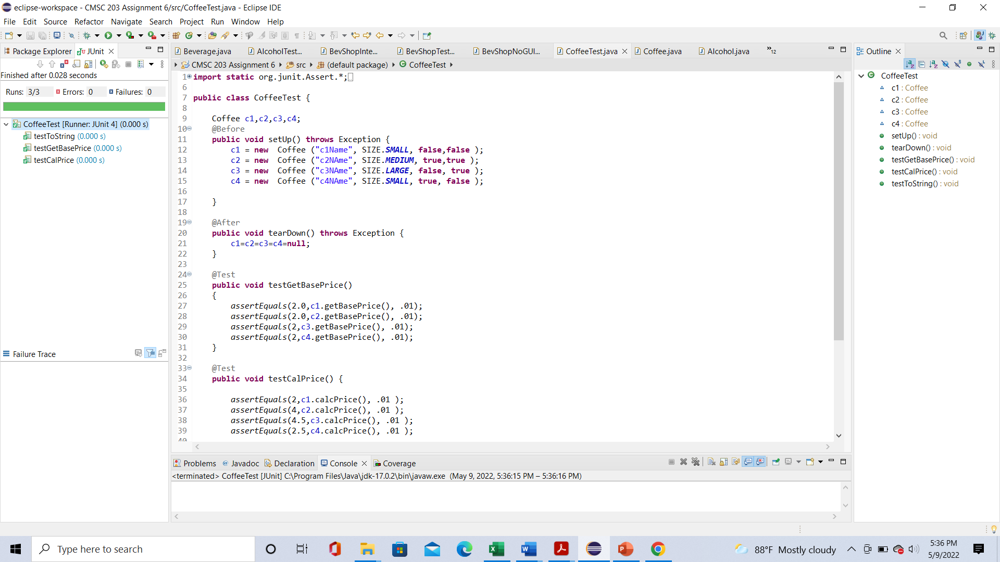 eclipse-workspace - CMSC 203 Assignment 6/src/CoffeeTest.java - Eclipse IDE
File Edit Source Refactor Navigate Search Project Run Window Help
Package Explorer JUnit
Finished after 0.028 seconds
Runs: 3/3 Errors: 0 Failures: 0
CoffeeTest [Runner: JUnit 4] (0.000 s)
testToString (0.000 s)
testGetBasePrice (0.000 s)
testCalPrice (0.000 s)
Failure Trace
Beverage.java AlcoholTest... BevShopInte... BevShopTest... BevShopNoGUI... CoffeeTest.java Coffee.java Alcohol.java »12
CMSC 203 Assignment 6 src (default package) CoffeeTest
1 import static org.junit.Assert.*;
6
7 public class CoffeeTest {
8
9 Coffee c1,c2,c3,c4;
10 @Before
11 public void setUp() throws Exception {
12 c1 = new  Coffee ("c1Name", SIZE.SMALL, false,false );
13 c2 = new  Coffee ("c2NAme", SIZE.MEDIUM, true,true );
14 c3 = new  Coffee ("c3NAme", SIZE.LARGE, false, true );
15 c4 = new  Coffee ("c4NAme", SIZE.SMALL, true, false );
16
17 }
18
19 @After
20 public void tearDown() throws Exception {
21 c1=c2=c3=c4=null;
22 }
23
24 @Test
25 public void testGetBasePrice()
26 {
27 assertEquals(2.0,c1.getBasePrice(), .01);
28 assertEquals(2.0,c2.getBasePrice(), .01);
29 assertEquals(2,c3.getBasePrice(), .01);
30 assertEquals(2,c4.getBasePrice(), .01);
31 }
32
33 @Test
34 public void testCalPrice() {
35
36 assertEquals(2,c1.calcPrice(), .01 );
37 assertEquals(4,c2.calcPrice(), .01 );
38 assertEquals(4.5,c3.calcPrice(), .01 );
39 assertEquals(2.5,c4.calcPrice(), .01 );
40
Problems @ Javadoc Declaration Console Coverage
<terminated> CoffeeTest [JUnit] C:\Program Files\Java\jdk-17.0.2\bin\javaw.exe (May 9, 2022, 5:36:15 PM – 5:36:16 PM)
Outline
CoffeeTest
c1 : Coffee
c2 : Coffee
c3 : Coffee
c4 : Coffee
setUp() : void
tearDown() : void
testGetBasePrice() : void
testCalPrice() : void
testToString() : void
Type here to search
88°F Mostly cloudy
5:36 PM
5/9/2022